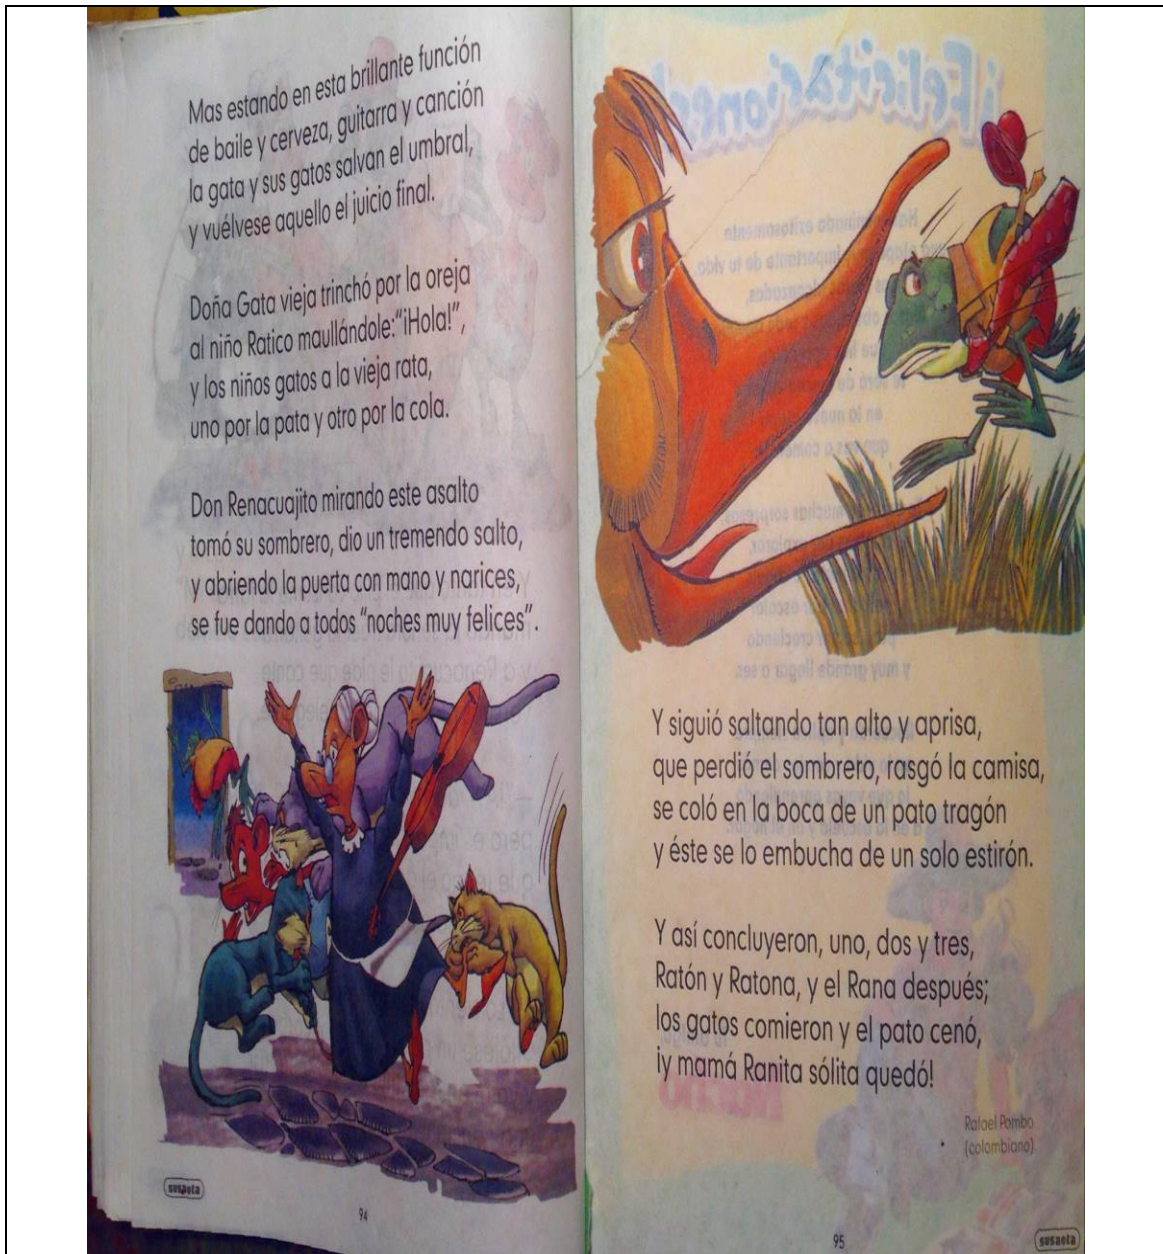 Mas estando en esta brillante función
de baile y cerveza, guitarra y canción
la gata y sus gatos salvan el umbral,
y vuélvese aquello el juicio final.
Doña Gata vieja trinchó por la oreja
al niño Ratico maullándole:“¡Hola!”,
y los niños gatos a la vieja rata,
uno por la pata y otro por la cola.
Don Renacuajito mirando este asalto
tomó su sombrero, dio un tremendo salto,
y abriendo la puerta con mano y narices,
se fue dando a todos “noches muy felices”.
susaeta
94
¡Felicitaciones!
Y siguió saltando tan alto y aprisa,
que perdió el sombrero, rasgó la camisa,
se coló en la boca de un pato tragón
y éste se lo embucha de un solo estirón.
Y así concluyeron, uno, dos y tres,
Ratón y Ratona, y el Rana después;
los gatos comieron y el pato cenó,
¡y mamá Ranita sólita quedó!
Rafael Pombo
(colombiano)
95
susaeta